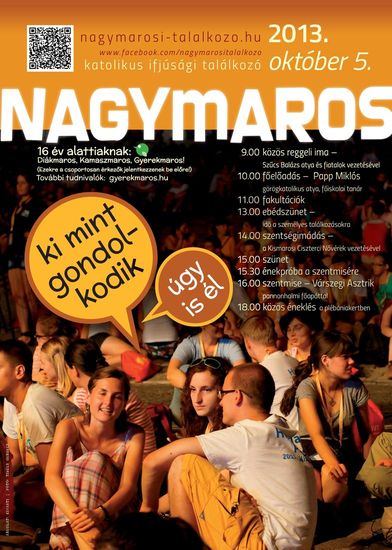 nagymarosi-talalkozo.hu
www.facebook.com/nagymarositalalkozo
katolikus ifjúsági találkozó
2013.
október 5.
NAGYMAROS
16 év alattiaknak:
Diákmaros, Kamaszmaros, Gyerekmaros!
(Ezekre a csoportosan érkezők jelentkezzenek be előre!)
További tudnivalók: gyerekmaros.hu
9.00 közös reggeli ima –
Szűcs Balázs atya és fiatalok vezetésével
10.00 főelőadás – Papp Miklós
görögkatolikus atya, főiskolai tanár
11.00 fakultációk
13.00 ebédszünet –
idő a személyes találkozásokra
14.00 szentségimádás –
a Kismarosi Ciszterci Nővérek vezetésével
15.00 szünet
15.30 énekpróba a szentmisére
16.00 szentmise – Várszegi Asztrik
pannonhalmi főapáttal
18.00 közös éneklés a plébániakertben
ki mint
gondol-
kodik
úgy
is él